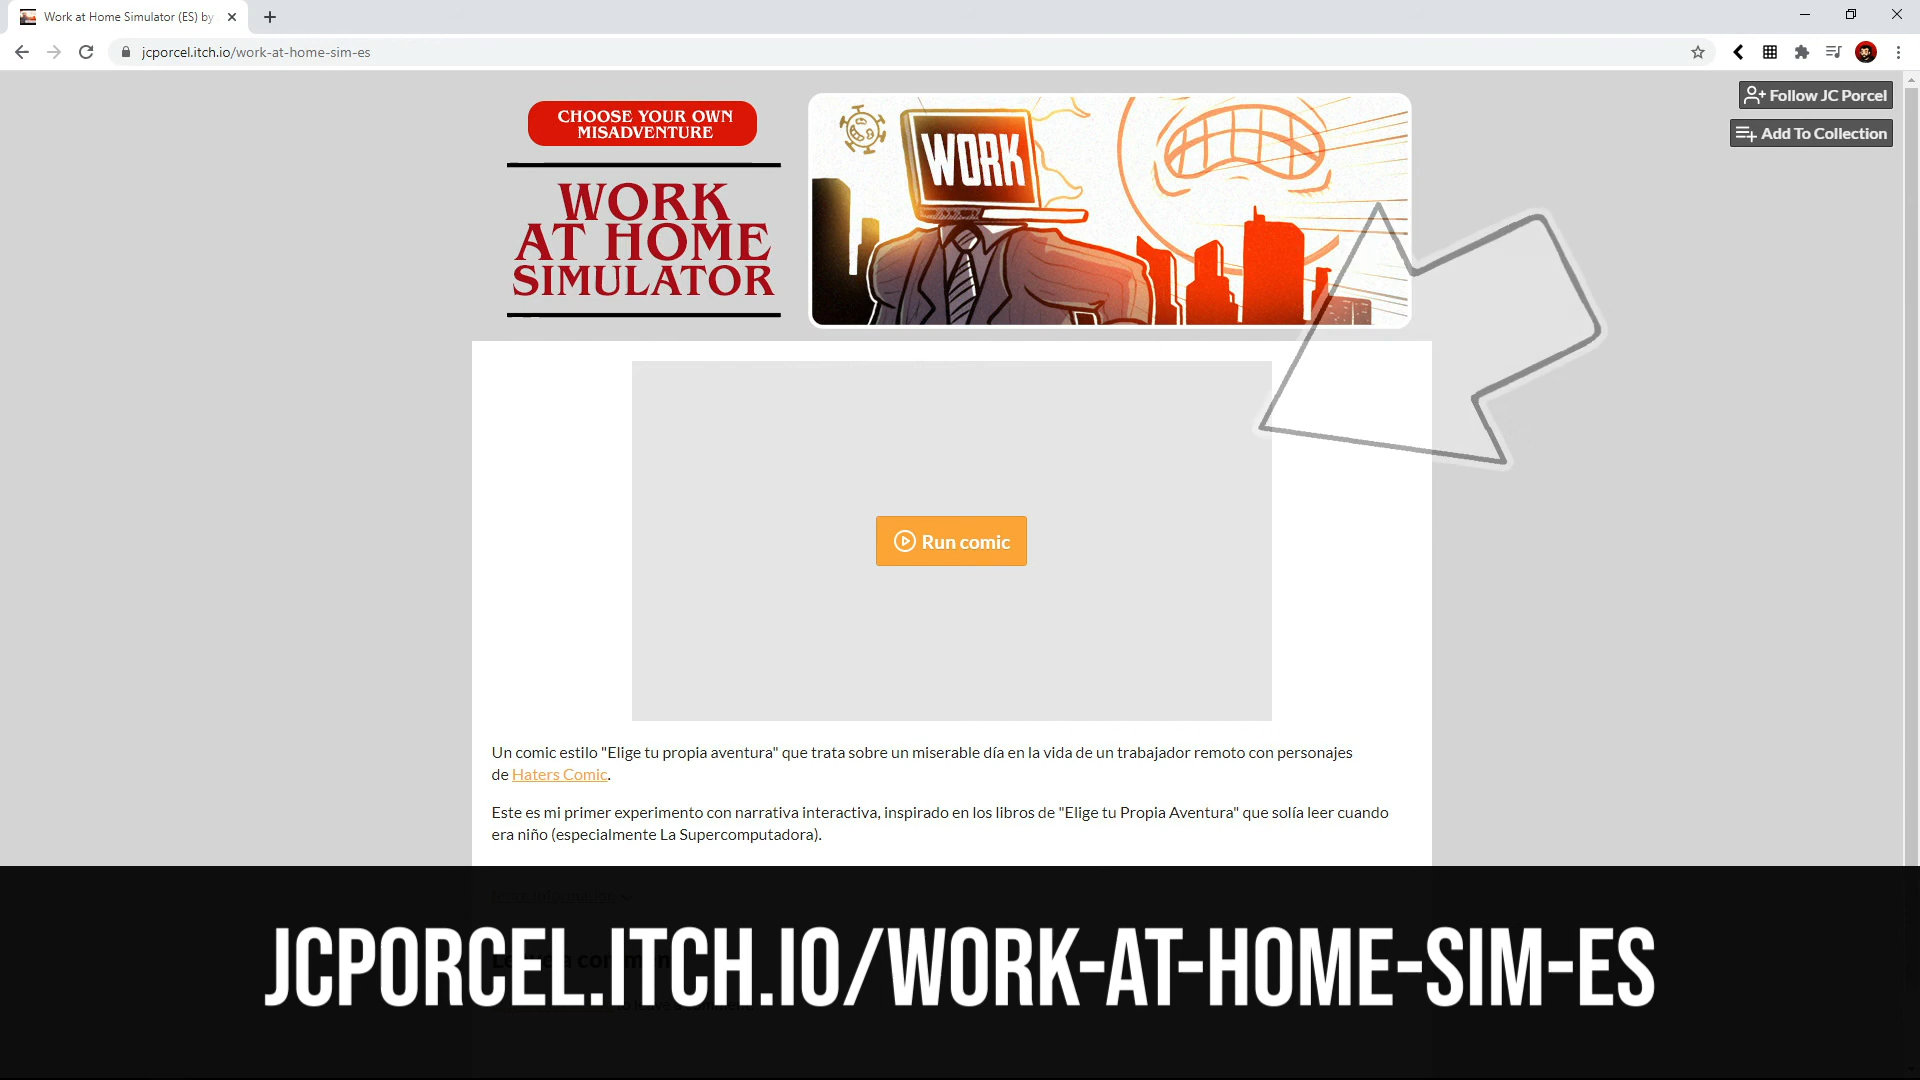 Work at Home Simulator (ES) by
jcporcel.itch.io/work-at-home-sim-es
Follow JC Porcel
Add To Collection
CHOOSE YOUR OWN
MISADVENTURE
WORK
AT HOME
SIMULATOR
WORK
Run comic
Un comic estilo "Elige tu propia aventura" que trata sobre un miserable día en la vida de un trabajador remoto con personajes
de Haters Comic.
Este es mi primer experimento con narrativa interactiva, inspirado en los libros de "Elige tu Propia Aventura" que solía leer cuando
era niño (especialmente La Supercomputadora).
JCPORCEL.ITCH.IO/WORK-AT-HOME-SIM-ES